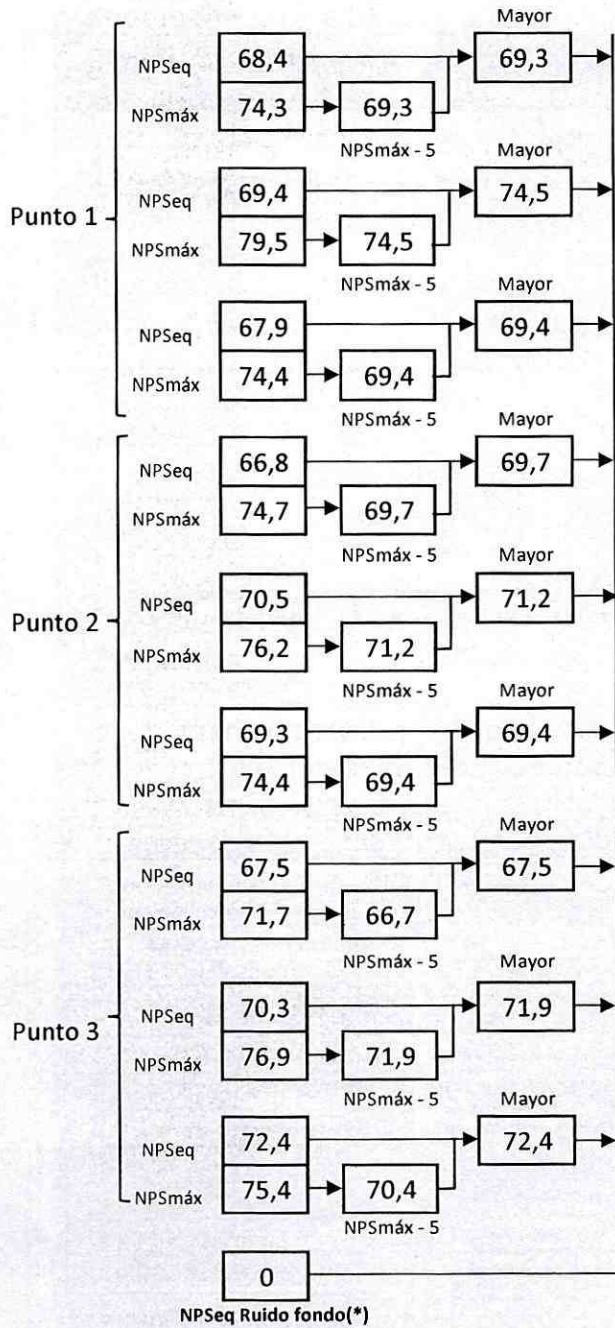 Mayor
NPSeq 68,4 69,3
NPSmáx 74,3 69,3
NPSmáx - 5
Mayor
NPSeq 69,4 74,5
Punto 1
NPSmáx 79,5 74,5
NPSmáx - 5
Mayor
NPSeq 67,9 69,4
NPSmáx 74,4 69,4
NPSmáx - 5
Mayor
NPSeq 66,8 69,7
NPSmáx 74,7 69,7
NPSmáx - 5
Mayor
NPSeq 70,5 71,2
Punto 2
NPSmáx 76,2 71,2
NPSmáx - 5
Mayor
NPSeq 69,3 69,4
NPSmáx 74,4 69,4
NPSmáx - 5
Mayor
NPSeq 67,5 67,5
NPSmáx 71,7 66,7
NPSmáx - 5
Mayor
NPSeq 70,3 71,9
Punto 3
NPSmáx 76,9 71,9
NPSmáx - 5
Mayor
NPSeq 72,4 72,4
NPSmáx 75,4 70,4
NPSmáx - 5
0
NPSeq Ruido fondo(*)